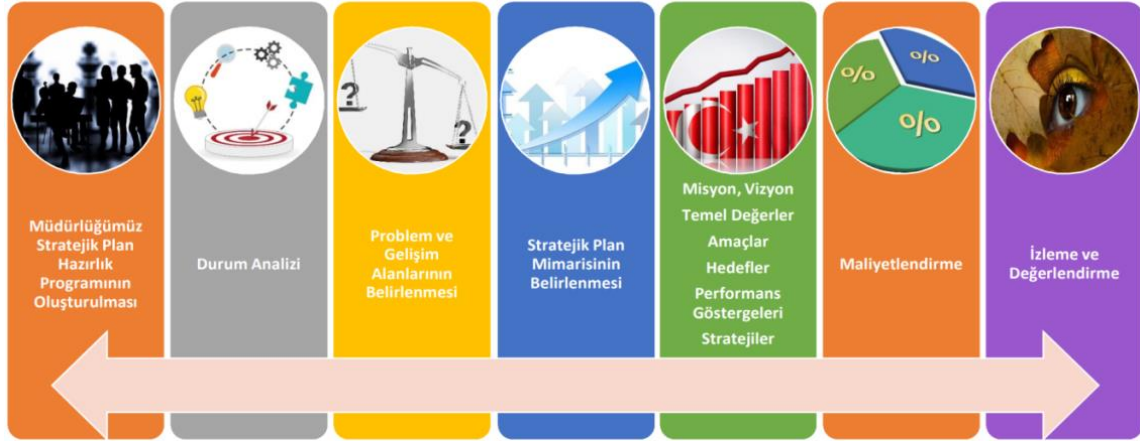 Müdürlüğümüz
Stratejik Plan
Hazırlık
Programının
Oluşturulması
Durum Analizi
Problem ve
Gelişim
Alanlarının
Belirlenmesi
Stratejik Plan
Mimarisinin
Belirlenmesi
Misyon, Vizyon
Temel Değerler
Amaçlar
Hedefler
Performans
Göstergeleri
Stratejiler
%
%
%
Maliyetlendirme
İzleme ve
Değerlendirme
?
?